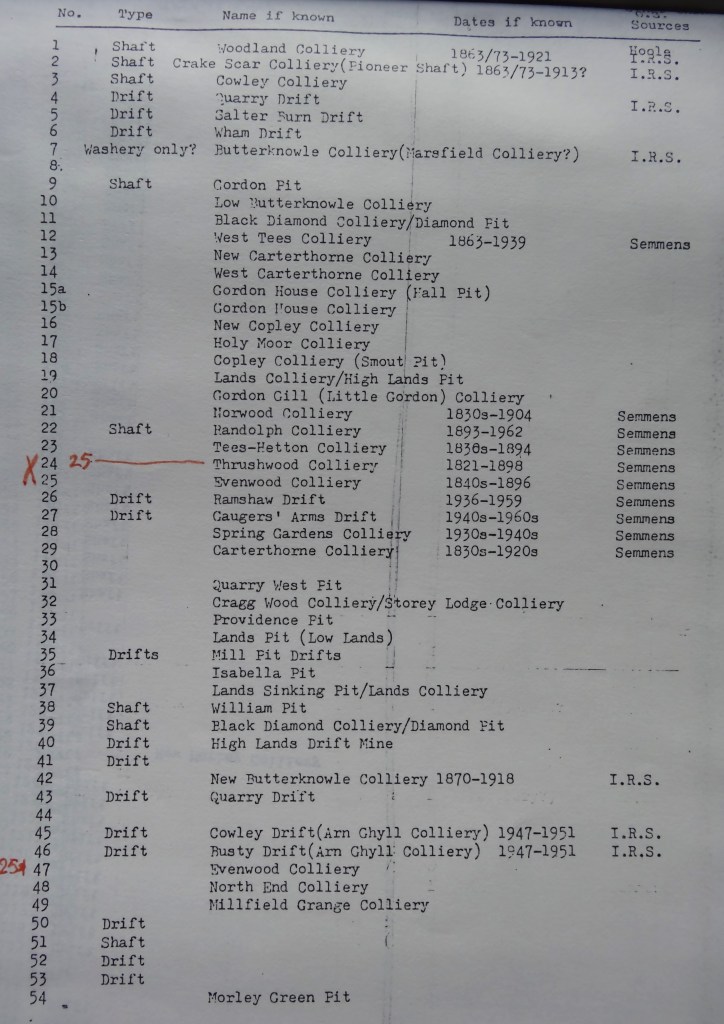 No. Type Name if known Dates if known Sources
1 Shaft Woodland Colliery 1863/73-1921 Hogle
2 Shaft Crake Scar Colliery(Pioneer Shaft) 1863/73-1913? I.R.S.
3 Shaft Cowley Colliery I.R.S.
4 Drift Quarry Drift
5 Drift Salter Burn Drift I.R.S.
6 Drift Wham Drift
7 Washery only? Butterknowle Colliery(Marsfield Colliery?) I.R.S.
8.
9 Shaft Gordon Pit
10 Low Butterknowle Colliery
11 Black Diamond Colliery/Diamond Pit
12 West Tees Colliery 1863-1939 Semmens
13 New Carterthorne Colliery
14 West Carterthorne Colliery
15a Gordon House Colliery (Hall Pit)
15b Gordon House Colliery
16 New Copley Colliery
17 Holy Moor Colliery
18 Copley Colliery (Smout Pit)
19 Lands Colliery/High Lands Pit
20 Gordon Gill (Little Gordon) Colliery
21 Norwood Colliery 1830s-1904 Semmens
22 Shaft Randolph Colliery 1893-1962 Semmens
23 Tees-Hetton Colliery 1836s-1894 Semmens
X 24 25 Thrushwood Colliery 1821-1898 Semmens
25 Evenwood Colliery 1840s-1896 Semmens
26 Drift Ramshaw Drift 1936-1959 Semmens
27 Drift Gaugers' Arms Drift 1940s-1960s Semmens
28 Spring Gardens Colliery 1930s-1940s Semmens
29 Carterthorne Colliery 1830s-1920s Semmens
30
31 Quarry West Pit
32 Cragg Wood Colliery/Storey Lodge Colliery
33 Providence Pit
34 Lands Pit (Low Lands)
35 Drifts Mill Pit Drifts
36 Isabella Pit
37 Lands Sinking Pit/Lands Colliery
38 Shaft William Pit
39 Shaft Black Diamond Colliery/Diamond Pit
40 Drift High Lands Drift Mine
41 Drift
42 New Butterknowle Colliery 1870-1918 I.R.S.
43 Drift Quarry Drift
44
45 Drift Cowley Drift(Arn Ghyll Colliery) 1947-1951 I.R.S.
46 Drift Rusty Drift(Arn Ghyll Colliery) 1947-1951 I.R.S.
47 Evenwood Colliery
48 North End Colliery
49 Millfield Grange Colliery
50 Drift
51 Shaft
52 Drift
53 Drift
54 Morley Green Pit